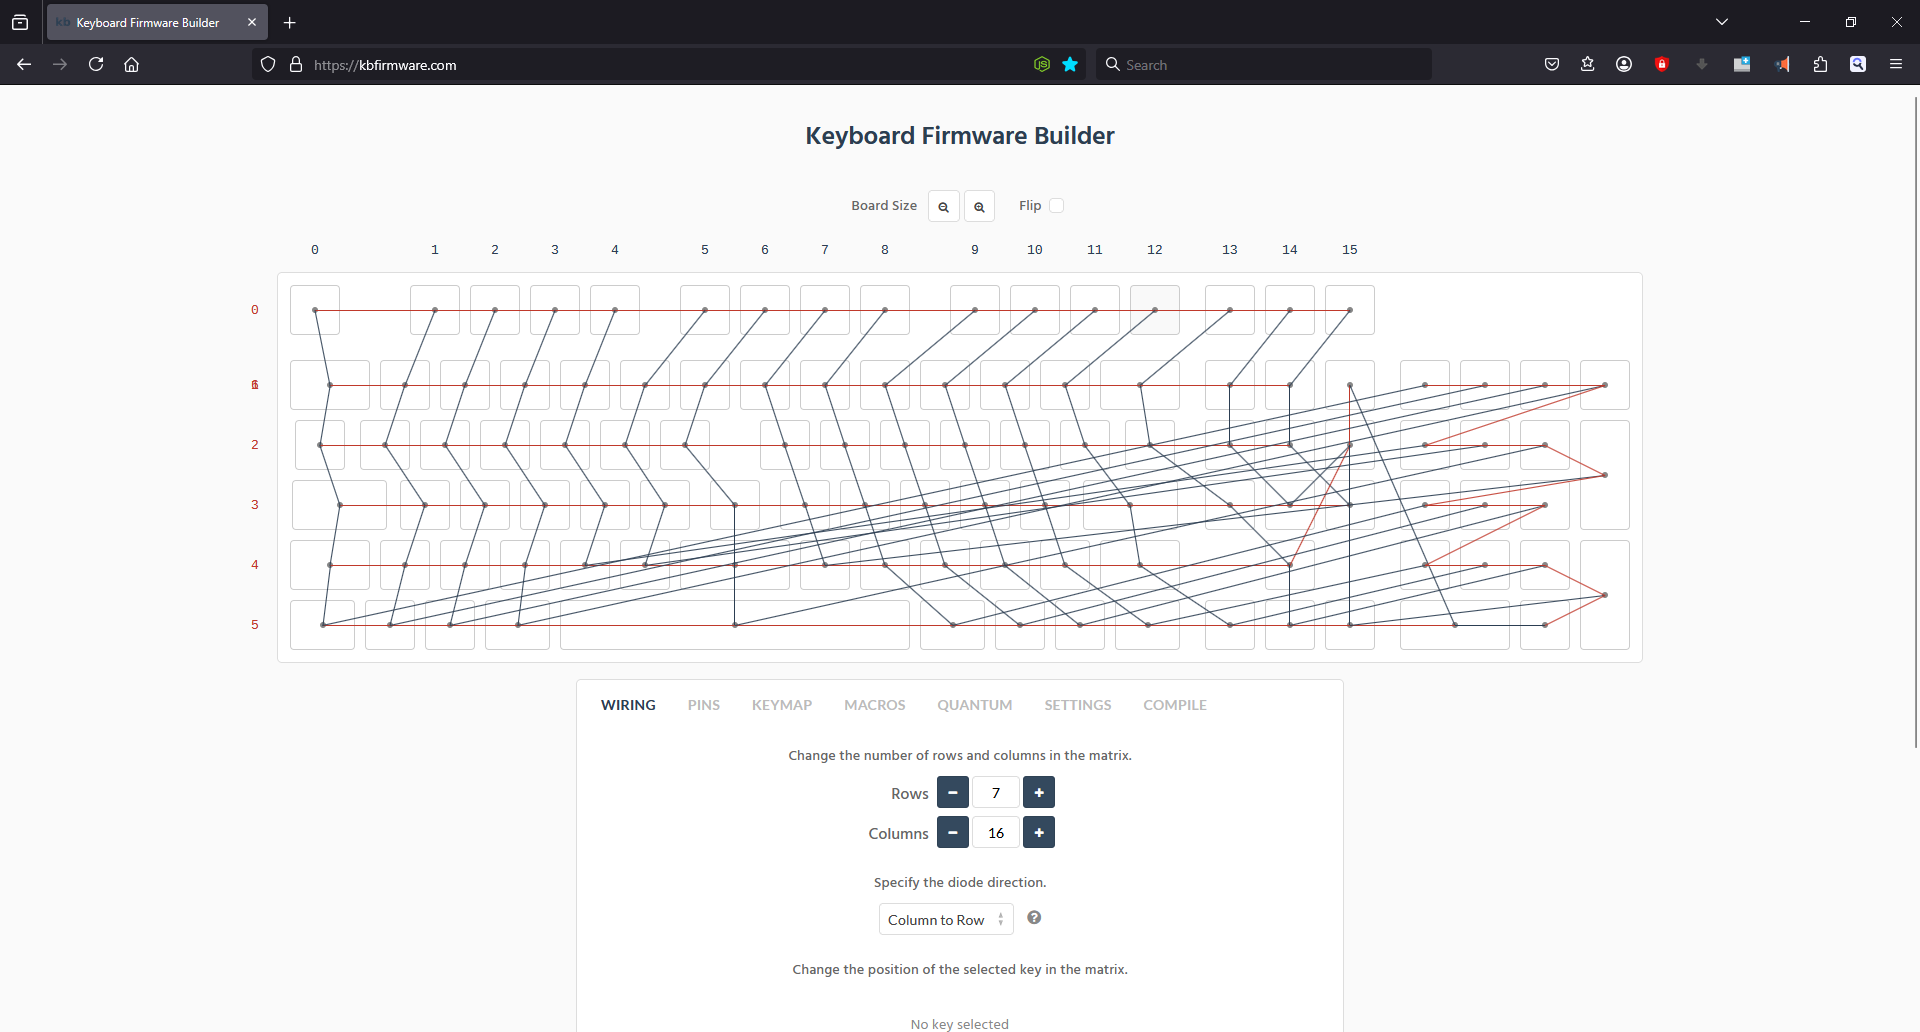 Keyboard Firmware Builder
https://kbfirmware.com
Search
Keyboard Firmware Builder
Board Size Flip
0 1 2 3 4 5 6 7 8 9 10 11 12 13 14 15
0
2
3
4
5
WIRING PINS KEYMAP MACROS QUANTUM SETTINGS COMPILE
Change the number of rows and columns in the matrix.
Rows − 7 +
Columns − 16 +
Specify the diode direction.
Column to Row ?
Change the position of the selected key in the matrix.
No key selected